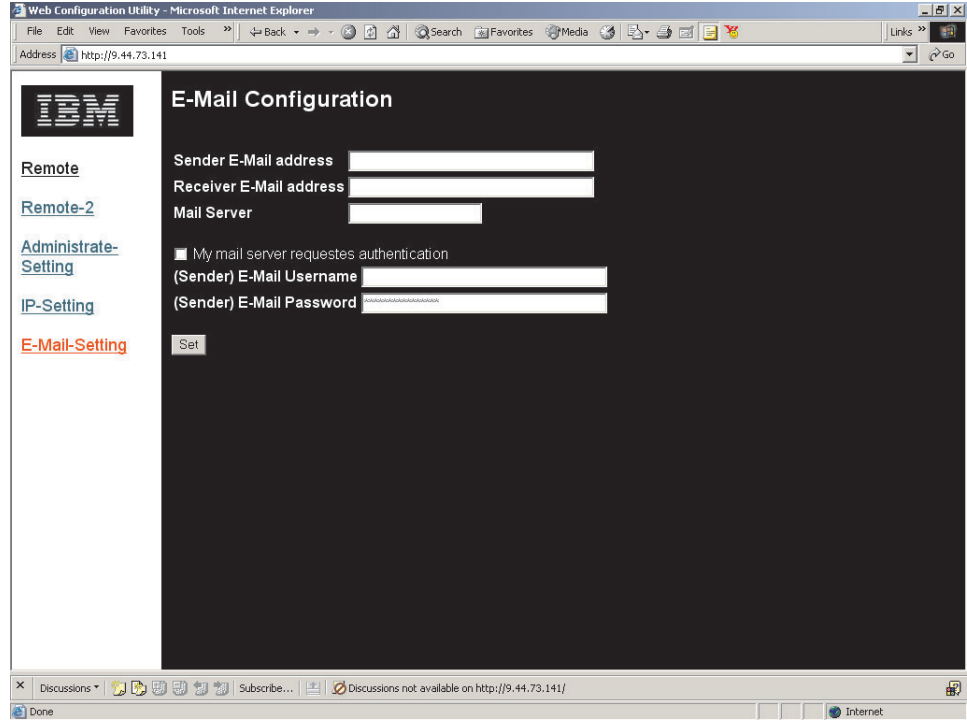 Web Configuration Utility - Microsoft Internet Explorer
File Edit View Favorites Tools » Back Search Favorites Media Links »
Address http://9.44.73.141 Go
IBM
E-Mail Configuration
Sender E-Mail address
Remote
Receiver E-Mail address
Remote-2
Mail Server
Administrate-
Setting
My mail server requestes authentication
(Sender) E-Mail Username
IP-Setting
(Sender) E-Mail Password ****************
E-Mail-Setting
Set
Discussions Subscribe... Discussions not available on http://9.44.73.141/
Done Internet